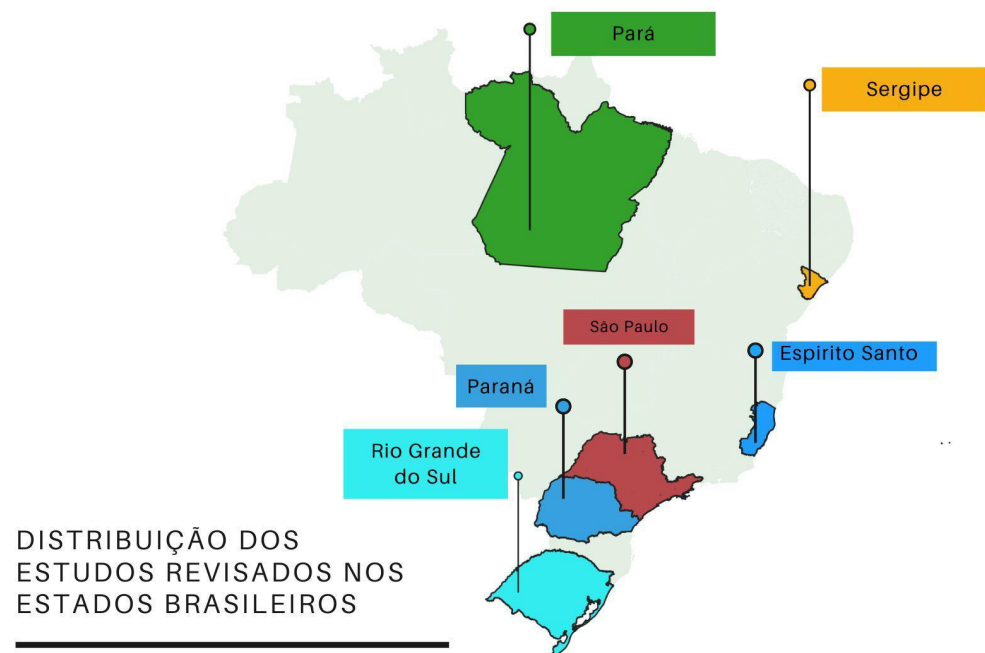 Pará
Sergipe
São Paulo
Espirito Santo
Paraná
Rio Grande
do Sul
DISTRIBUIÇÃO DOS
ESTUDOS REVISADOS NOS
ESTADOS BRASILEIROS